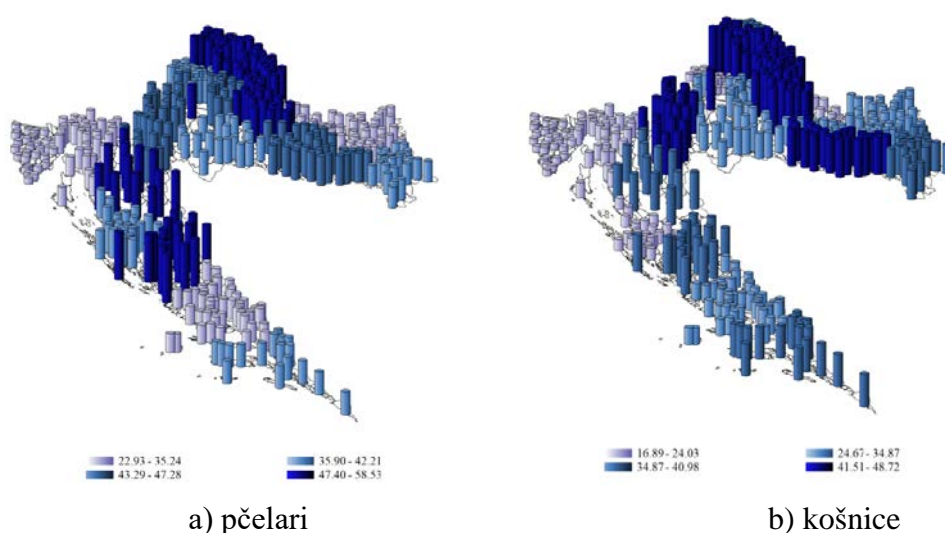 22.93 - 35.24 35.90 - 42.21
43.29 - 47.28 47.40 - 58.53
16.89 - 24.03 24.67 - 34.87
34.87 - 40.98 41.51 - 48.72
a) pčelari b) košnice